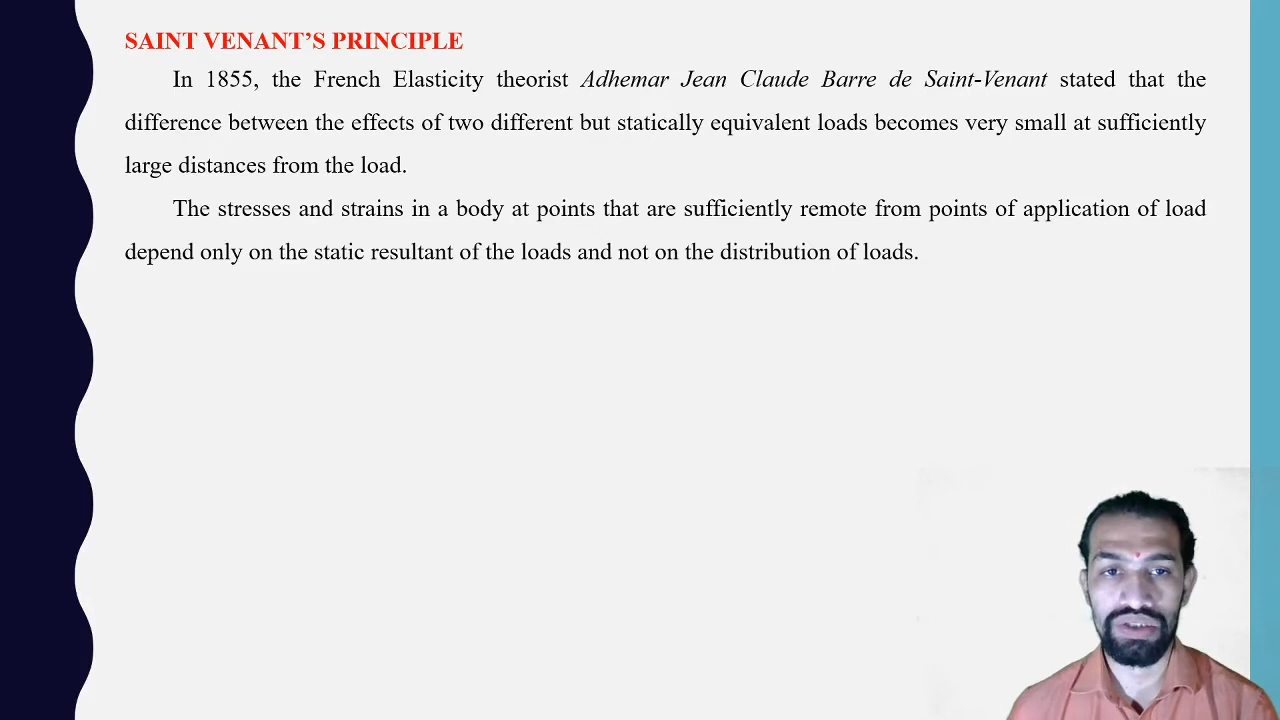 SAINT VENANT’S PRINCIPLE
In 1855, the French Elasticity theorist Adhemar Jean Claude Barre de Saint-Venant stated that the
difference between the effects of two different but statically equivalent loads becomes very small at sufficiently
large distances from the load.
The stresses and strains in a body at points that are sufficiently remote from points of application of load
depend only on the static resultant of the loads and not on the distribution of loads.